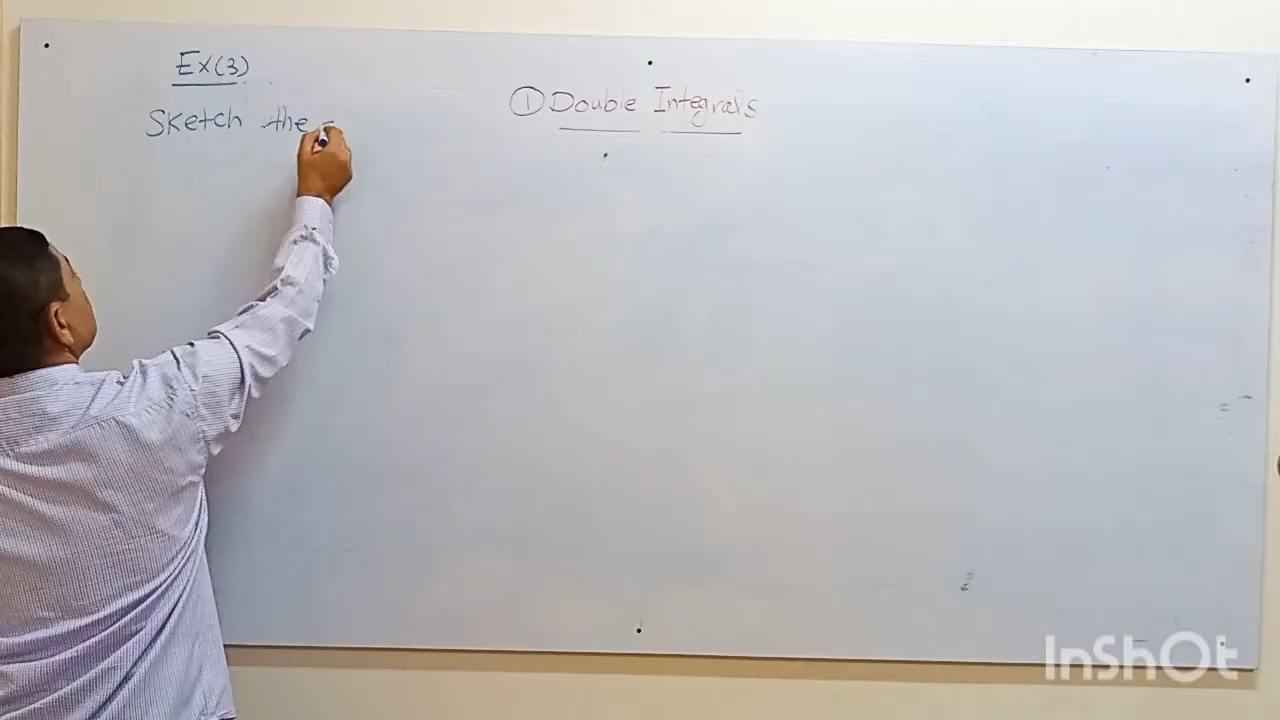 Ex(3)
① Double Integrals
Sketch the
InShOt